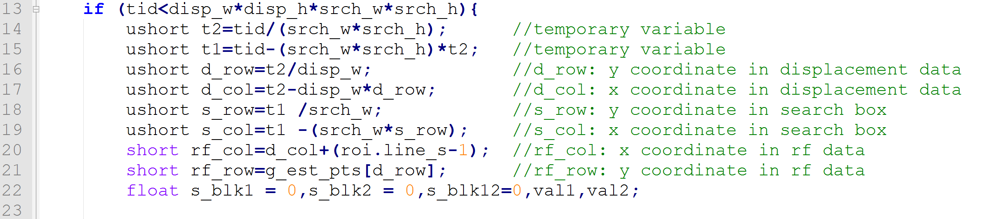 13 if (tid<disp_w*disp_h*srch_w*srch_h){
14 ushort t2=tid/(srch_w*srch_h); //temporary variable
15 ushort t1=tid-(srch_w*srch_h)*t2; //temporary variable
16 ushort d_row=t2/disp_w; //d_row: y coordinate in displacement data
17 ushort d_col=t2-disp_w*d_row; //d_col: x coordinate in displacement data
18 ushort s_row=t1 /srch_w; //s_row: y coordinate in search box
19 ushort s_col=t1 -(srch_w*s_row); //s_col: x coordinate in search box
20 short rf_col=d_col+(roi.line_s-1); //rf_col: x coordinate in rf data
21 short rf_row=g_est_pts[d_row]; //rf_row: y coordinate in rf data
22 float s_blk1 = 0,s_blk2 = 0,s_blk12=0,val1,val2;
23